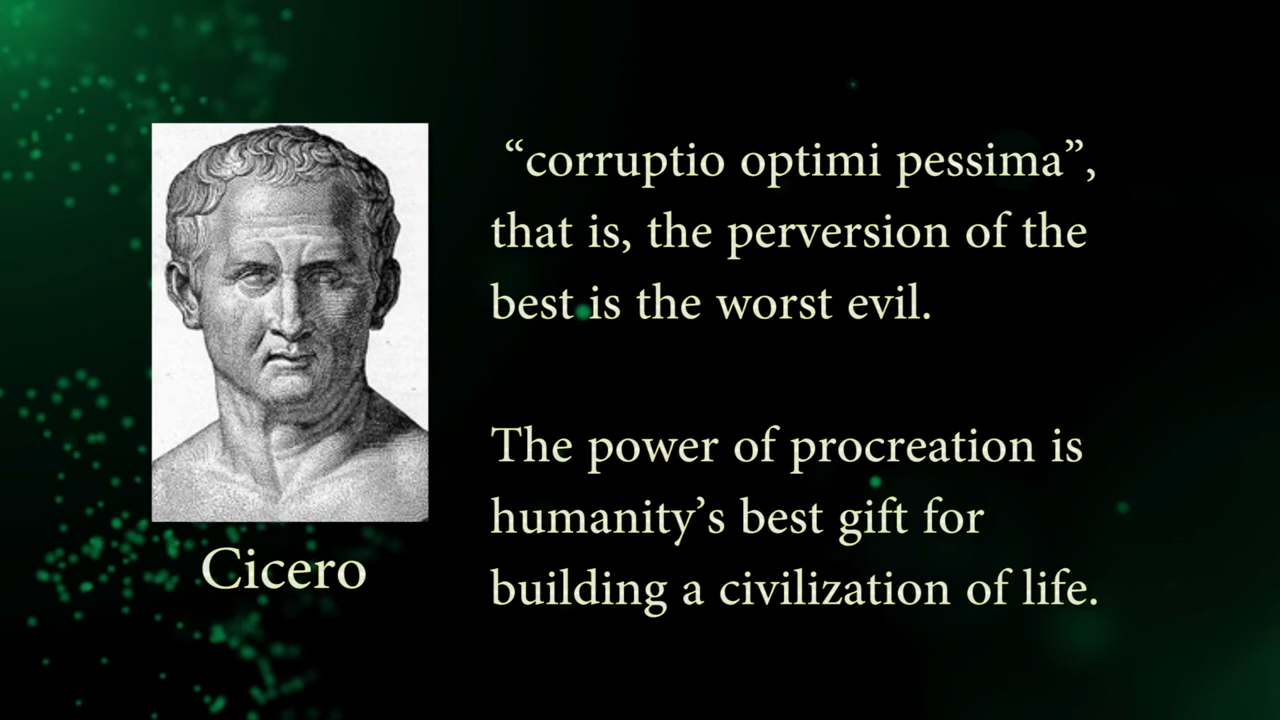 “corruptio optimi pessima”,
that is, the perversion of the
best is the worst evil.
The power of procreation is
humanity’s best gift for
building a civilization of life.
Cicero